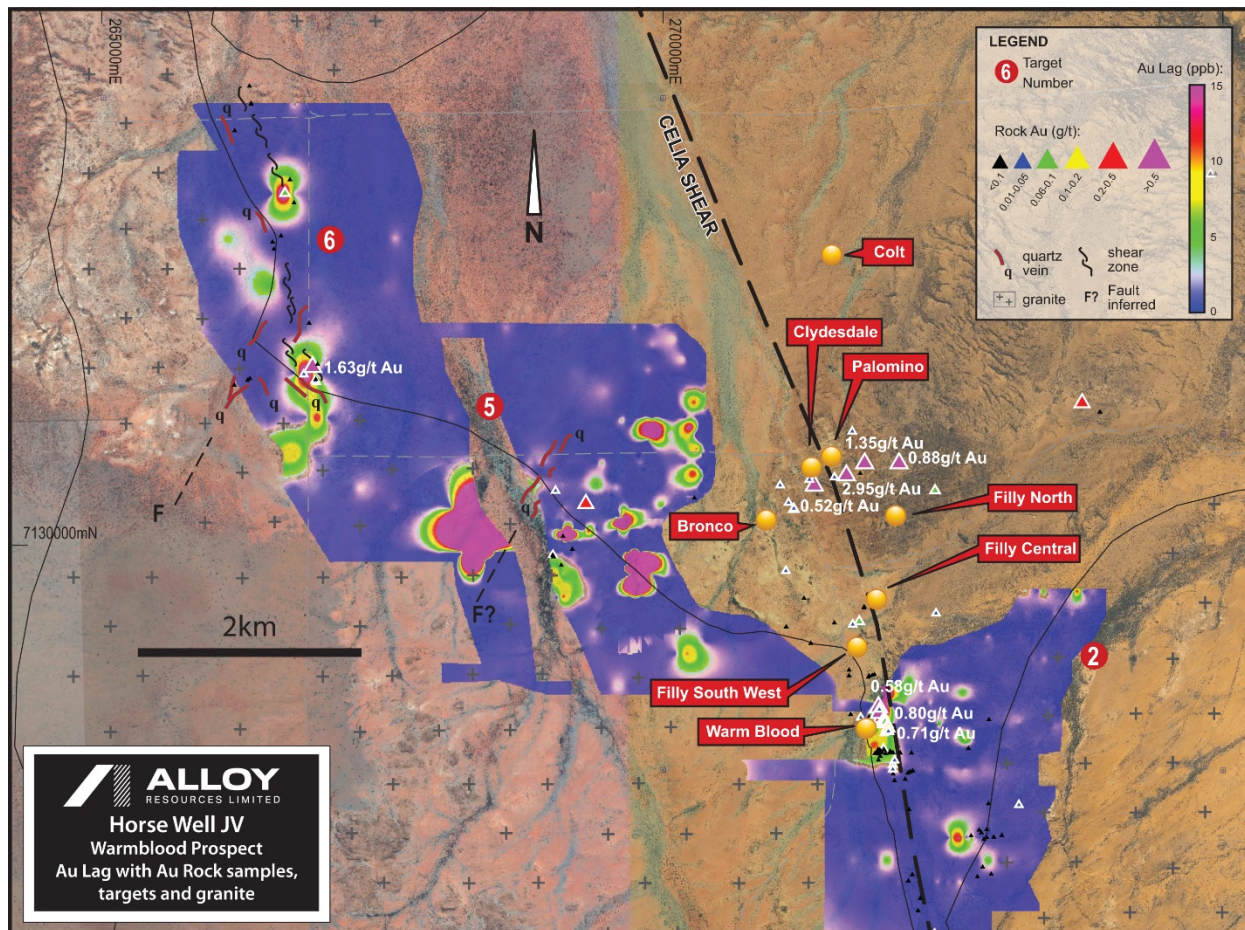 265000mE
270000mE
7130000mN
LEGEND
6
Target
Number
Au Lag (ppb):
15
10
5
0
Rock Au (g/t):
<0.1
0.01-0.05
0.06-0.1
0.1-0.2
0.2-0.5
>0.5
q
quartz
vein
shear
zone
granite
F?
Fault
inferred
CELIA SHEAR
N
Colt
Clydesdale
Palomino
q
q
6
q
q
1.63g/t Au
q
q
q
q
5
q
q
1.35g/t Au
0.88g/t Au
2.95g/t Au
0.52g/t Au
Filly North
Bronco
Filly Central
F
F?
2km
2
Filly South West
0.58g/t Au
0.80g/t Au
0.71g/t Au
Warm Blood
ALLOY
RESOURCES LIMITED
Horse Well JV
Warmblood Prospect
Au Lag with Au Rock samples,
targets and granite